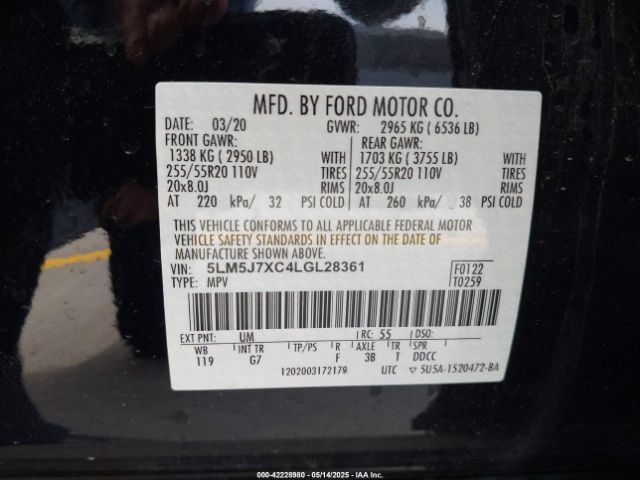 MFD. BY FORD MOTOR CO.
DATE: 03/20 GVWR: 2965 KG ( 6536 LB)
FRONT GAWR: REAR GAWR:
1338 KG ( 2950 LB) WITH 1703 KG ( 3755 LB) WITH
255/55R20 110V TIRES 255/55R20 110V TIRES
20x8.0J RIMS 20x8.0J RIMS
AT 220 kPa/ 32 PSI COLD AT 260 kPa/ 38 PSI COLD
THIS VEHICLE CONFORMS TO ALL APPLICABLE FEDERAL MOTOR
VEHICLE SAFETY STANDARDS IN EFFECT ON THE DATE OF
MANUFACTURE SHOWN ABOVE.
VIN: 5LM5J7XC4LGL28361 F0122
TYPE: MPV T0259
EXT PNT: UM RC: 55 DSO:
WB INT TR TP/PS R AXLE TR SPR
119 G7 F 3B T DDCC
1202003172179 UTC ▽ 5U5A-1520472-BA
000-42228980 05/14/2025 IAA Holdings, LLC.